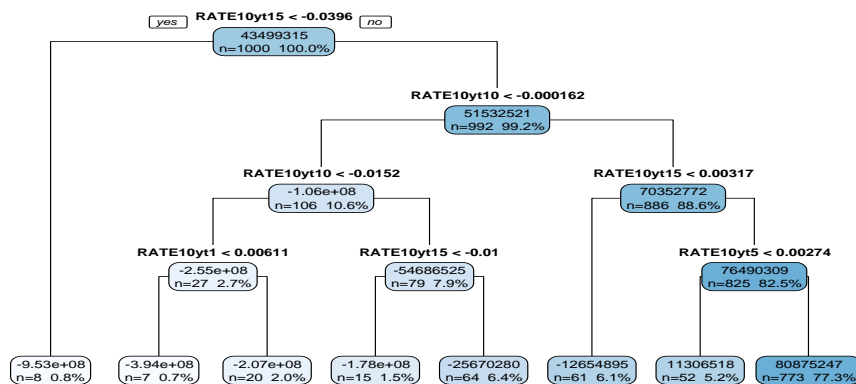 RATE10yt15 < -0.0396
yes
no
43499315
n=1000 100.0%
RATE10yt10 < -0.000162
51532521
n=992 99.2%
RATE10yt10 < -0.0152
RATE10yt15 < 0.00317
-1.06e+08
n=106 10.6%
70352772
n=886 88.6%
RATE10yt1 < 0.00611
RATE10yt15 < -0.01
RATE10yt5 < 0.00274
-2.55e+08
n=27 2.7%
-54686525
n=79 7.9%
76490309
n=825 82.5%
-9.53e+08
n=8 0.8%
-3.94e+08
n=7 0.7%
-2.07e+08
n=20 2.0%
-1.78e+08
n=15 1.5%
-25670280
n=64 6.4%
-12654895
n=61 6.1%
11306518
n=52 5.2%
80875247
n=773 77.3%